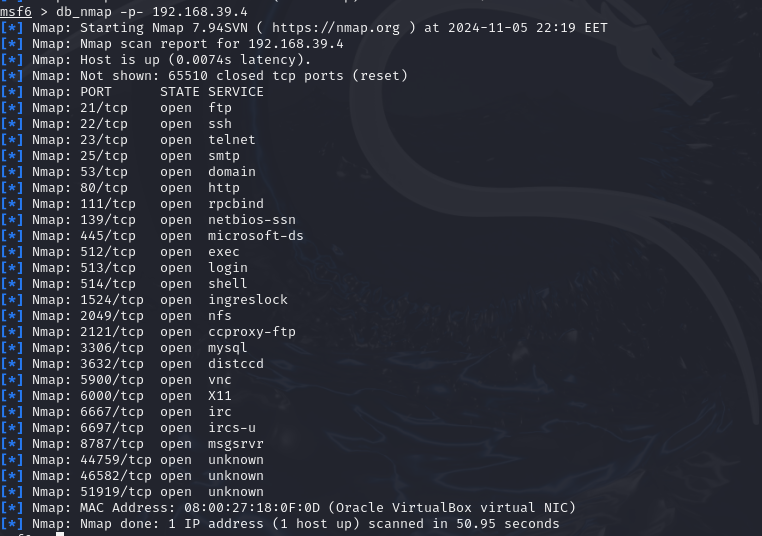 msf6 > db_nmap -p- 192.168.39.4
[*] Nmap: Starting Nmap 7.94SVN ( https://nmap.org ) at 2024-11-05 22:19 EET
[*] Nmap: Nmap scan report for 192.168.39.4
[*] Nmap: Host is up (0.0074s latency).
[*] Nmap: Not shown: 65510 closed tcp ports (reset)
[*] Nmap: PORT      STATE SERVICE
[*] Nmap: 21/tcp    open  ftp
[*] Nmap: 22/tcp    open  ssh
[*] Nmap: 23/tcp    open  telnet
[*] Nmap: 25/tcp    open  smtp
[*] Nmap: 53/tcp    open  domain
[*] Nmap: 80/tcp    open  http
[*] Nmap: 111/tcp   open  rpcbind
[*] Nmap: 139/tcp   open  netbios-ssn
[*] Nmap: 445/tcp   open  microsoft-ds
[*] Nmap: 512/tcp   open  exec
[*] Nmap: 513/tcp   open  login
[*] Nmap: 514/tcp   open  shell
[*] Nmap: 1524/tcp  open  ingreslock
[*] Nmap: 2049/tcp  open  nfs
[*] Nmap: 2121/tcp  open  ccproxy-ftp
[*] Nmap: 3306/tcp  open  mysql
[*] Nmap: 3632/tcp  open  distccd
[*] Nmap: 5900/tcp  open  vnc
[*] Nmap: 6000/tcp  open  X11
[*] Nmap: 6667/tcp  open  irc
[*] Nmap: 6697/tcp  open  ircs-u
[*] Nmap: 8787/tcp  open  msgsrvr
[*] Nmap: 44759/tcp open  unknown
[*] Nmap: 46582/tcp open  unknown
[*] Nmap: 51919/tcp open  unknown
[*] Nmap: MAC Address: 08:00:27:18:0F:0D (Oracle VirtualBox virtual NIC)
[*] Nmap: Nmap done: 1 IP address (1 host up) scanned in 50.95 seconds